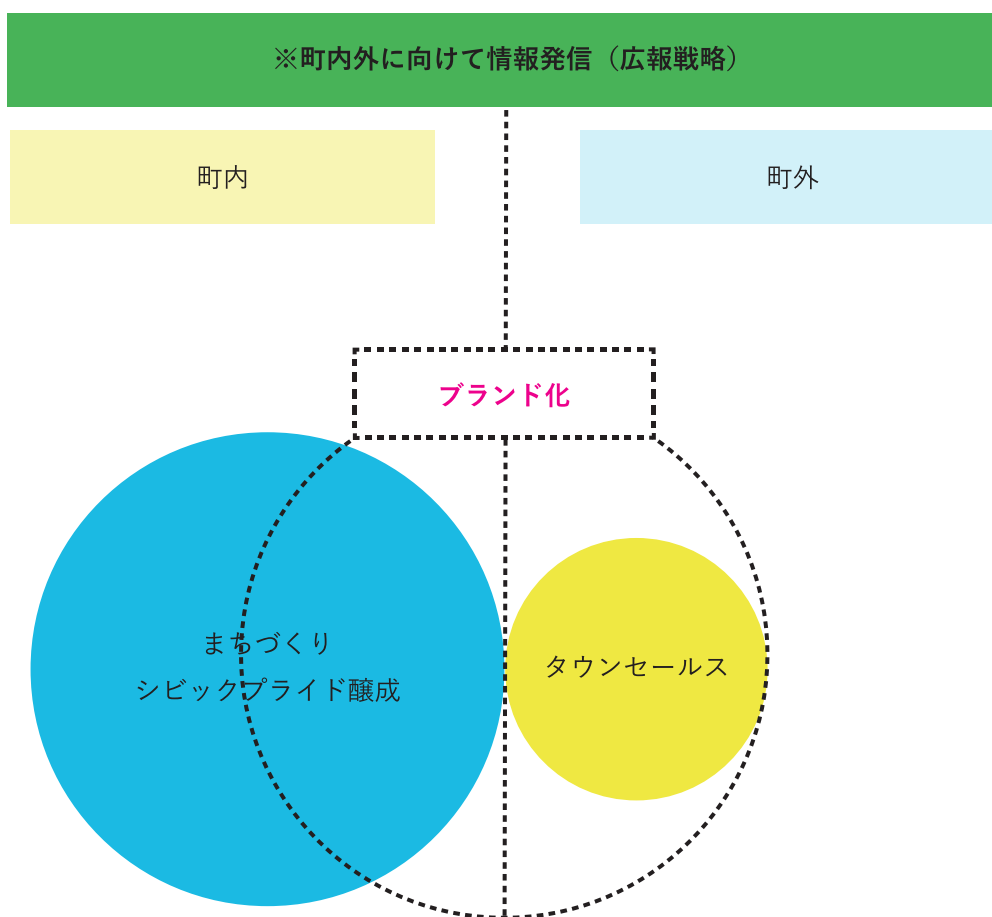 ※町内外に向けて情報発信（広報戦略）
町内
町外
ブランド化
まちづくり
シビックプライド醸成
タウンセールス